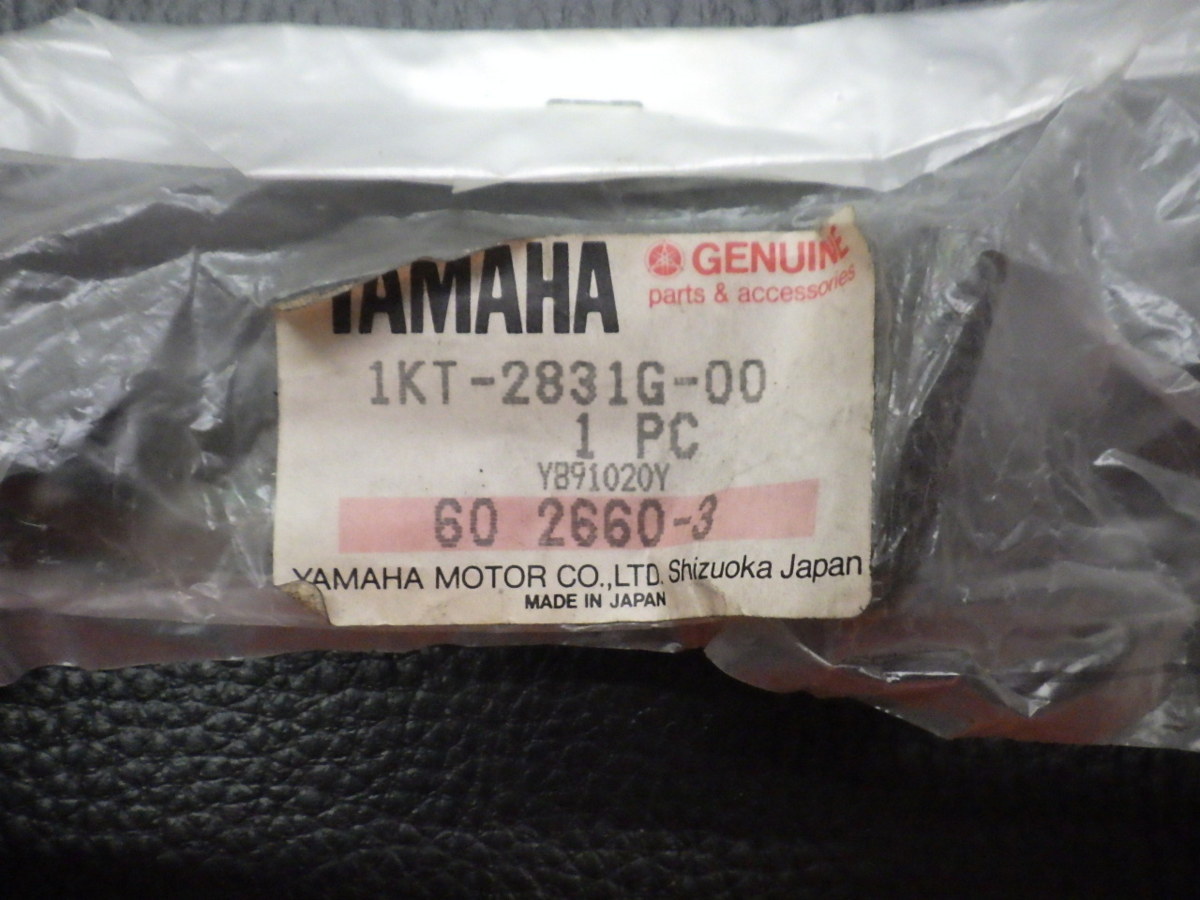 YAMAHA GENUINE
parts & accessories
1KT-2831G-00
1 PC
Y891020Y
60 2660-3
YAMAHA MOTOR CO.,LTD. Shizuoka Japan
MADE IN JAPAN